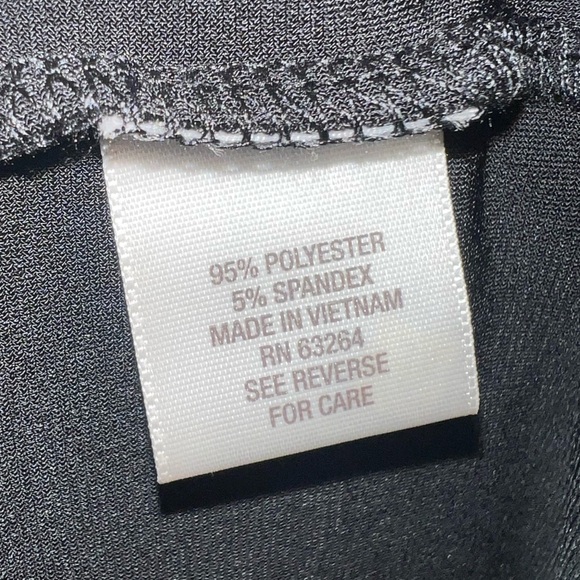 95% POLYESTER
5% SPANDEX
MADE IN VIETNAM
RN 63264
SEE REVERSE
FOR CARE